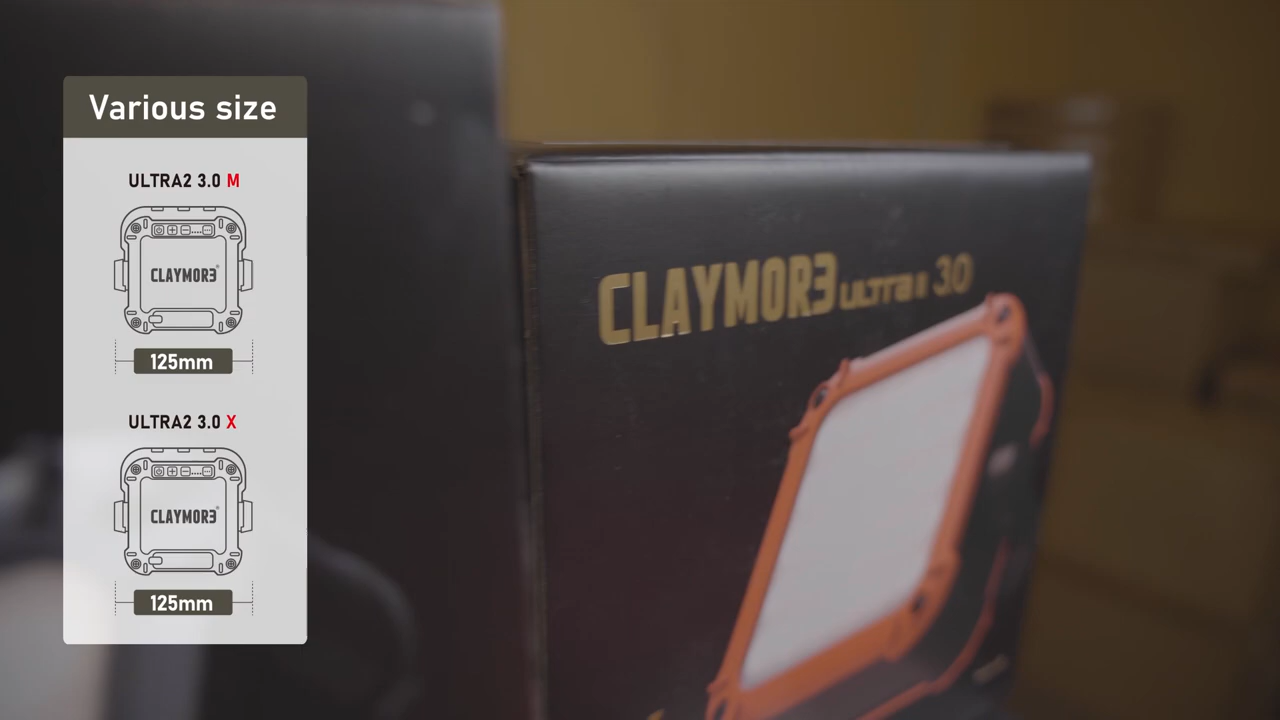 Various size
ULTRA2 3.0 M
CLAYMOR3®
125mm
ULTRA2 3.0 X
CLAYMOR3®
125mm
CLAYMOR3 ULTRA II 3.0